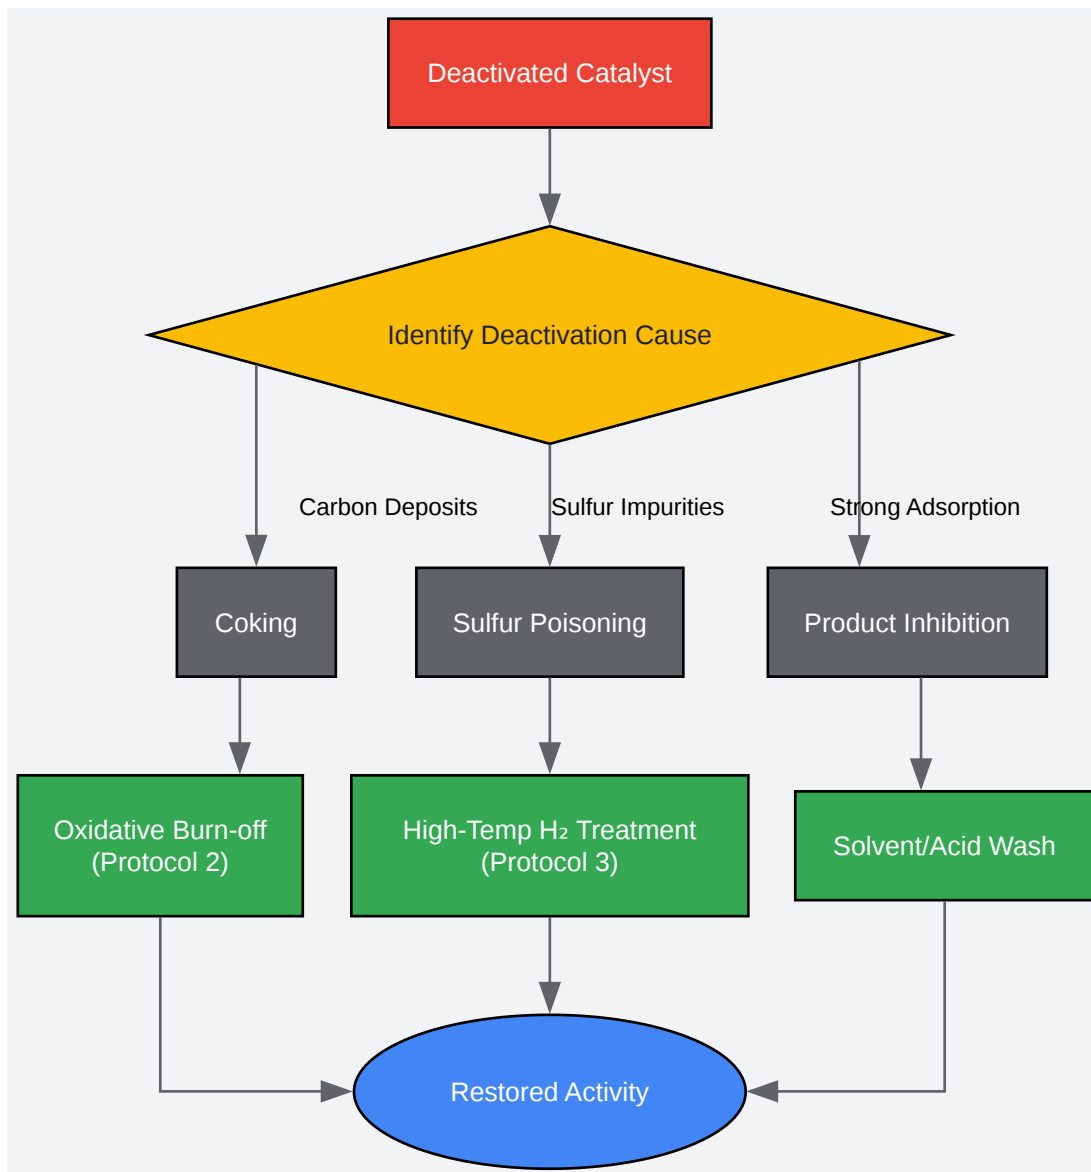 Deactivated Catalyst
Identify Deactivation Cause
Carbon Deposits
Sulfur Impurities
Strong Adsorption
Coking
Sulfur Poisoning
Product Inhibition
Oxidative Burn-off
(Protocol 2)
High-Temp H₂ Treatment
(Protocol 3)
Solvent/Acid Wash
Restored Activity